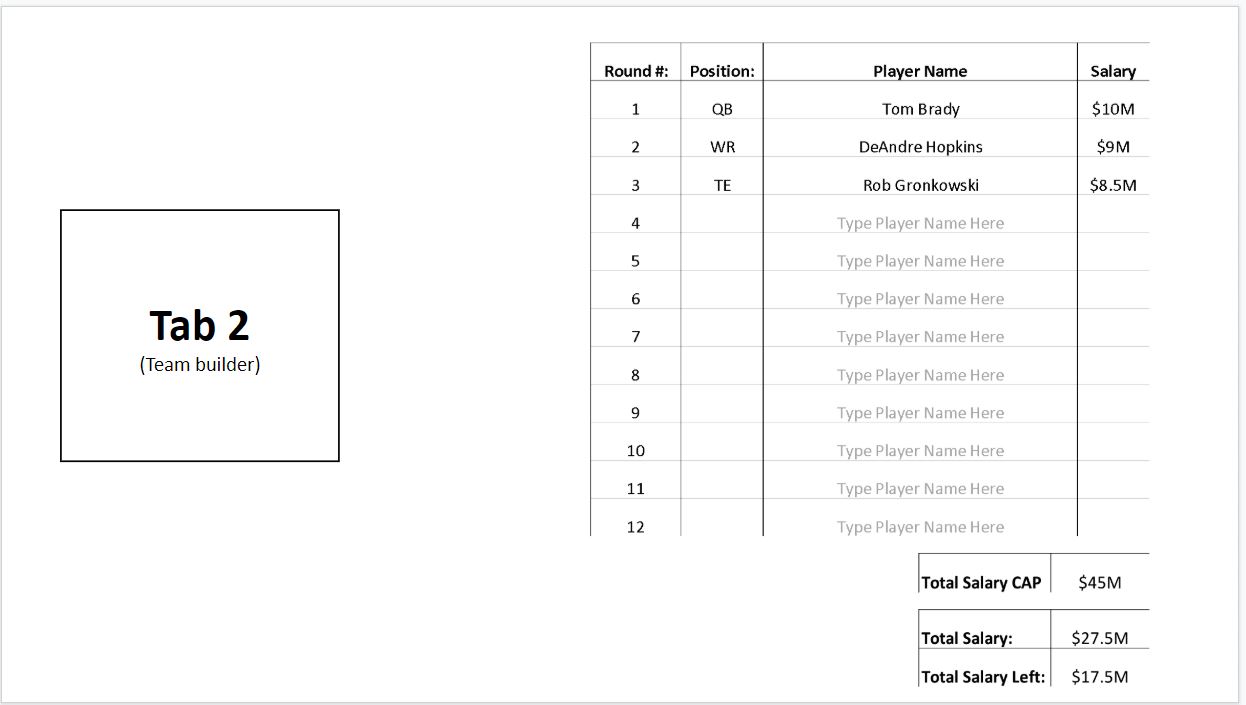 Tab 2
(Team builder)
Round #: Position: Player Name Salary
1 QB Tom Brady $10M
2 WR DeAndre Hopkins $9M
3 TE Rob Gronkowski $8.5M
4 Type Player Name Here
5 Type Player Name Here
6 Type Player Name Here
7 Type Player Name Here
8 Type Player Name Here
9 Type Player Name Here
10 Type Player Name Here
11 Type Player Name Here
12 Type Player Name Here
Total Salary CAP $45M
Total Salary: $27.5M
Total Salary Left: $17.5M